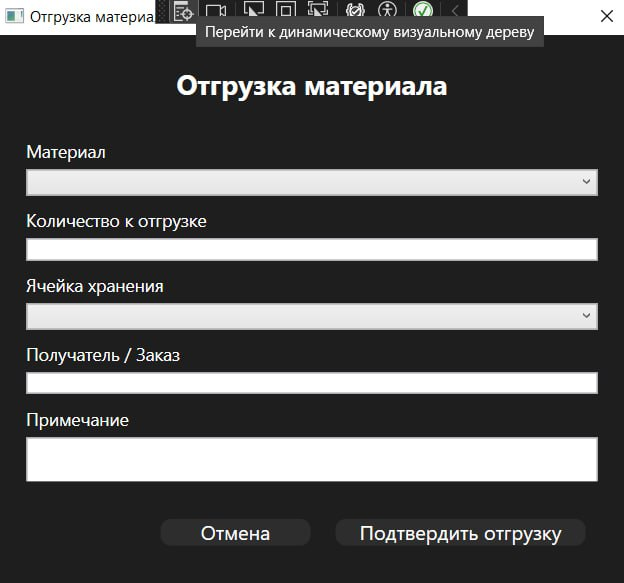 Отгрузка материа
Перейти к динамическому визуальному дереву
Отгрузка материала
Материал
Количество к отгрузке
Ячейка хранения
Получатель / Заказ
Примечание
Отмена
Подтвердить отгрузку